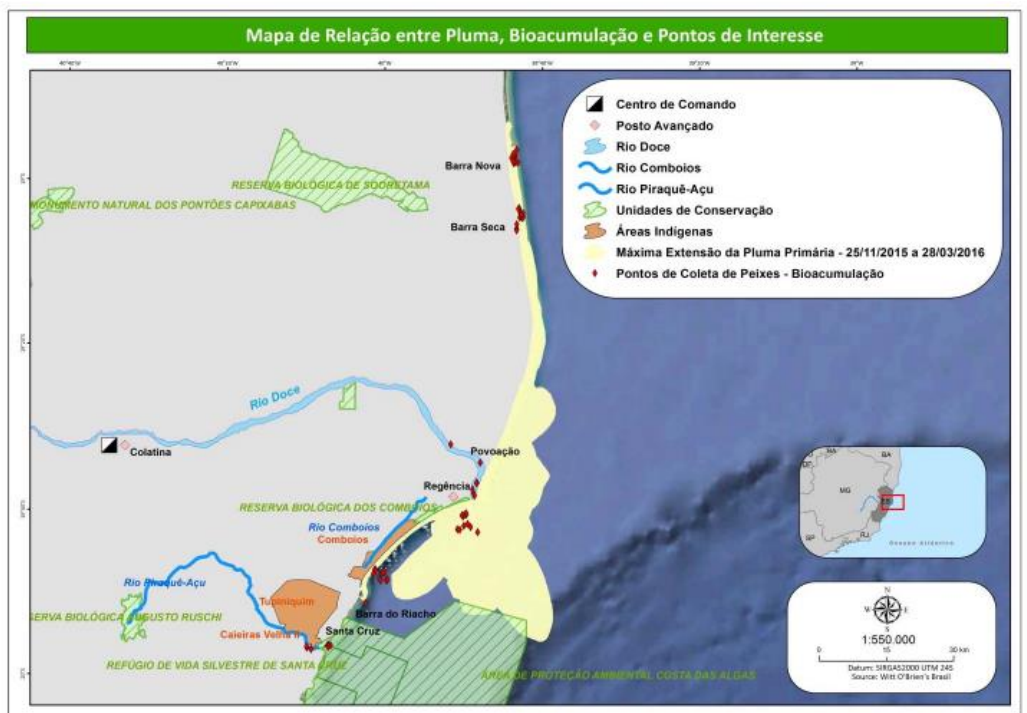 Mapa de Relação entre Pluma, Bioacumulação e Pontos de Interesse
Centro de Comando
Posto Avançado
Rio Doce
Rio Comboios
Rio Piraquê-Açu
Unidades de Conservação
Áreas Indígenas
Máxima Extensão da Pluma Primária - 25/11/2015 a 28/03/2016
Pontos de Coleta de Peixes - Bioacumulação
Barra Nova
RESERVA BIOLÓGICA DE SOORETAMA
MONUMENTO NATURAL DOS PONTÕES CAPIXABAS
Barra Seca
Rio Doce
Colatina
Povoação
Regência
RESERVA BIOLÓGICA DOS COMBOIOS
Rio Comboios
Comboios
Rio Piraquê-Açu
Tupiniquim
Barra do Riacho
SERVA BIOLÓGICA AUGUSTO RUSCHI
Caieiras Velha II
Santa Cruz
REFÚGIO DE VIDA SILVESTRE DE SANTA CRUZ
ÁREA DE PROTEÇÃO AMBIENTAL COSTA DAS ALGAS
BA
MG
ES
RJ
SP
Oceano Atlântico
N
W E
S
1:550.000
0 15 30 km
Datum: SIRGAS2000 UTM 24S
Source: Witt O'Brien's Brasil